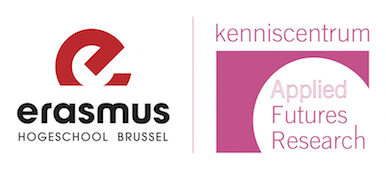 erasmus
HOGESCHOOL BRUSSEL
kenniscentrum
Applied
Futures
Research